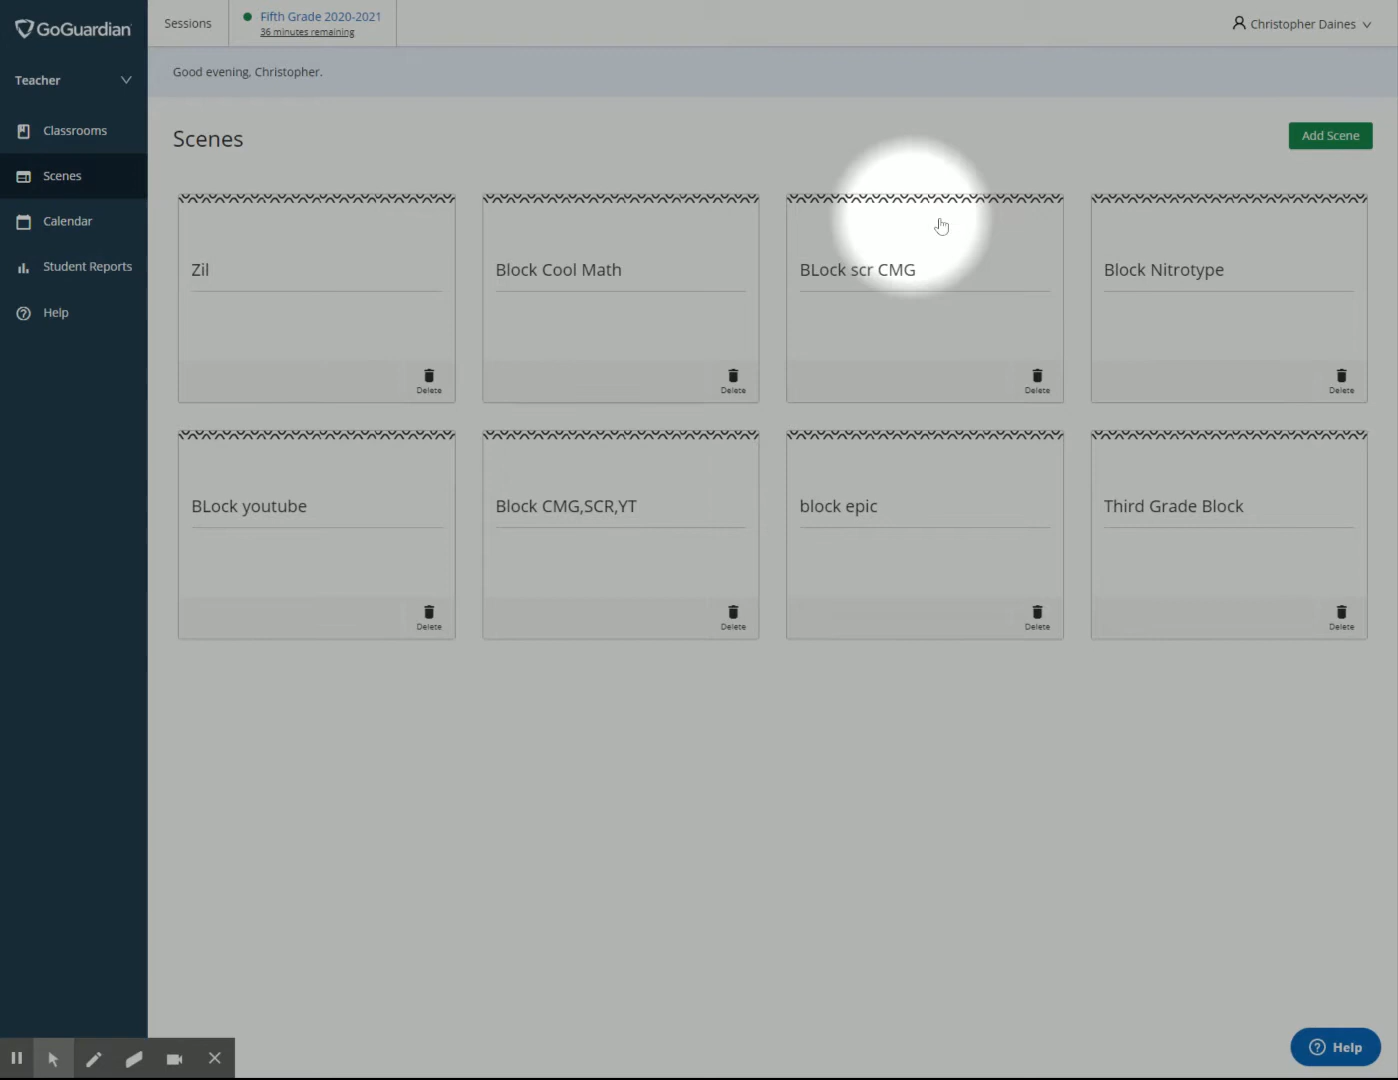 GoGuardian
Sessions
Fifth Grade 2020-2021
36 minutes remaining
Christopher Daines
Teacher
Good evening, Christopher.
Classrooms
Scenes
Calendar
Student Reports
Help
Scenes
Add Scene
Zil
Block Cool Math
BLock scr CMG
Block Nitrotype
Delete
Delete
Delete
Delete
BLock youtube
Block CMG,SCR,YT
block epic
Third Grade Block
Delete
Delete
Delete
Delete
Help